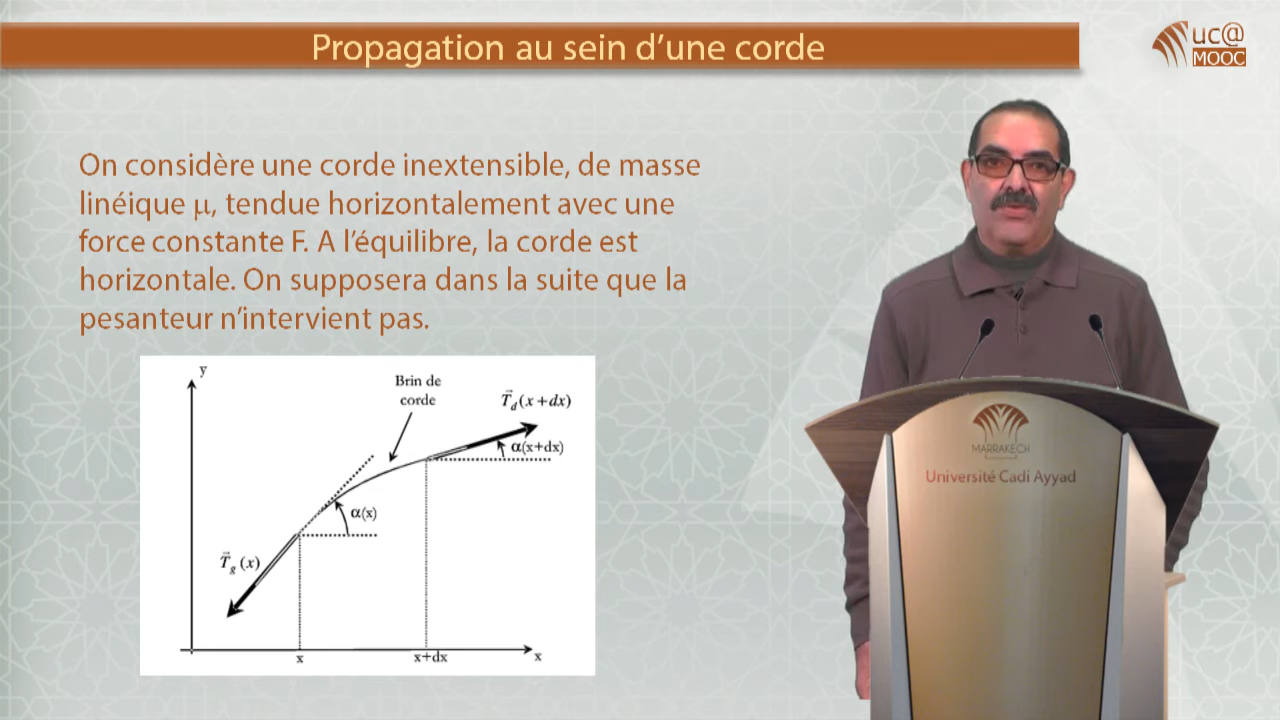 Propagation au sein d'une corde
uc@
MOOC
On considère une corde inextensible, de masse
linéique μ, tendue horizontalement avec une
force constante F. A l'équilibre, la corde est
horizontale. On supposera dans la suite que la
pesanteur n'intervient pas.
y
Brin de
corde
T⃗d(x+dx)
α(x+dx)
α(x)
T⃗g(x)
x
x+dx
x
MARRAKECH
Université Cadi Ayyad